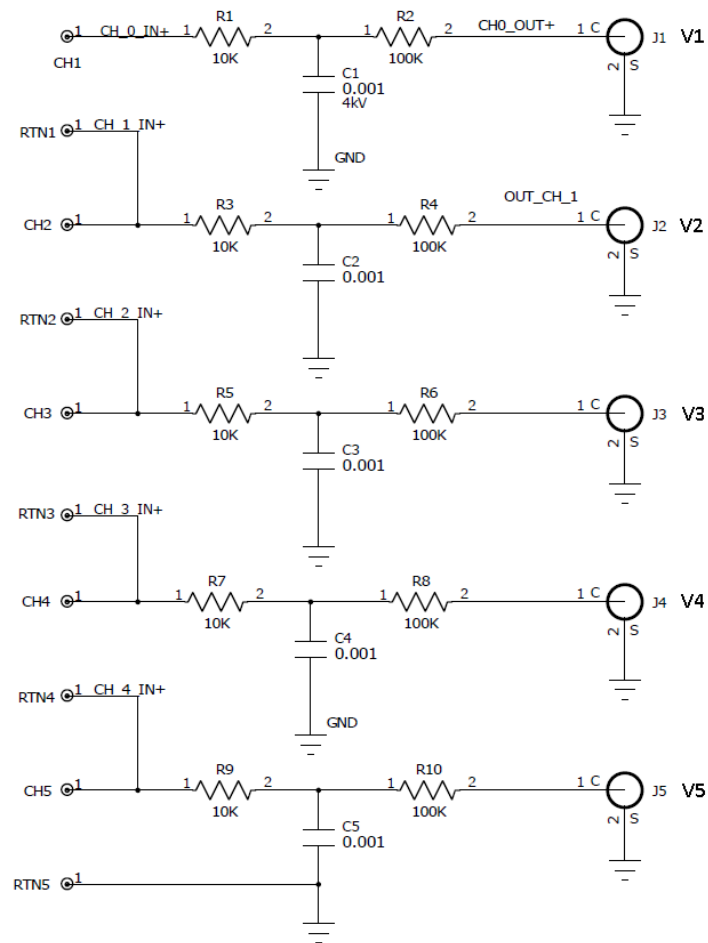 CH_0_IN+ R1 R2 CH0_OUT+
1 1 2 1 2 1 C J1 V1
CH1 10K 100K 2 S
C1
0.001
4kV
GND
RTN1 1 CH_1_IN+
R3 R4 OUT_CH_1
CH2 1 1 2 1 2 1 C J2 V2
10K 100K 2 S
C2
0.001
RTN2 1 CH_2_IN+
R5 R6
CH3 1 1 2 1 2 1 C J3 V3
10K 100K 2 S
C3
0.001
RTN3 1 CH_3_IN+
R7 R8
CH4 1 1 2 1 2 1 C J4 V4
10K 100K 2 S
C4
0.001
RTN4 1 CH_4_IN+
GND
R9 R10
CH5 1 1 2 1 2 1 C J5 V5
10K 100K 2 S
C5
0.001
RTN5 1